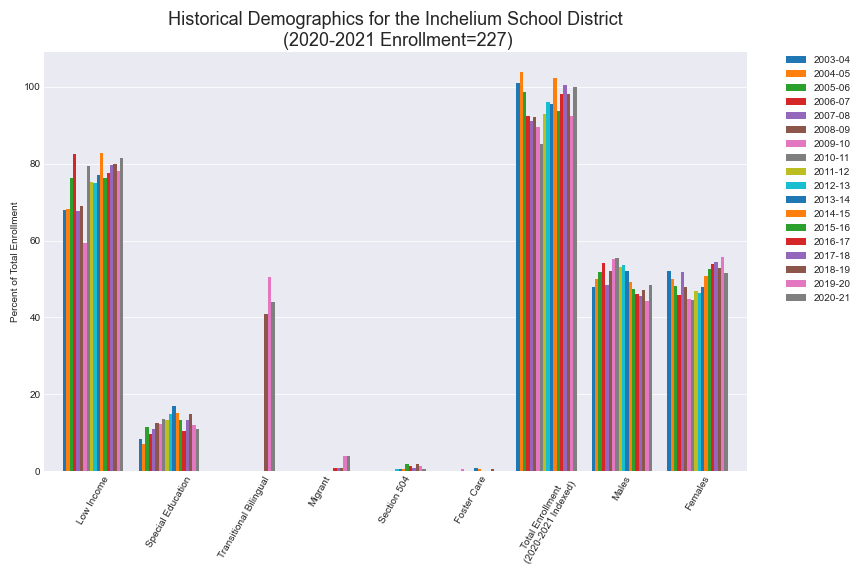 Historical Demographics for the Inchelium School District
(2020-2021 Enrollment=227)
Percent of Total Enrollment
100
80
60
40
20
0
Low Income
Special Education
Transitional Bilingual
Migrant
Section 504
Foster Care
Total Enrollment
(2020-2021 Indexed)
Males
Females
2003-04
2004-05
2005-06
2006-07
2007-08
2008-09
2009-10
2010-11
2011-12
2012-13
2013-14
2014-15
2015-16
2016-17
2017-18
2018-19
2019-20
2020-21